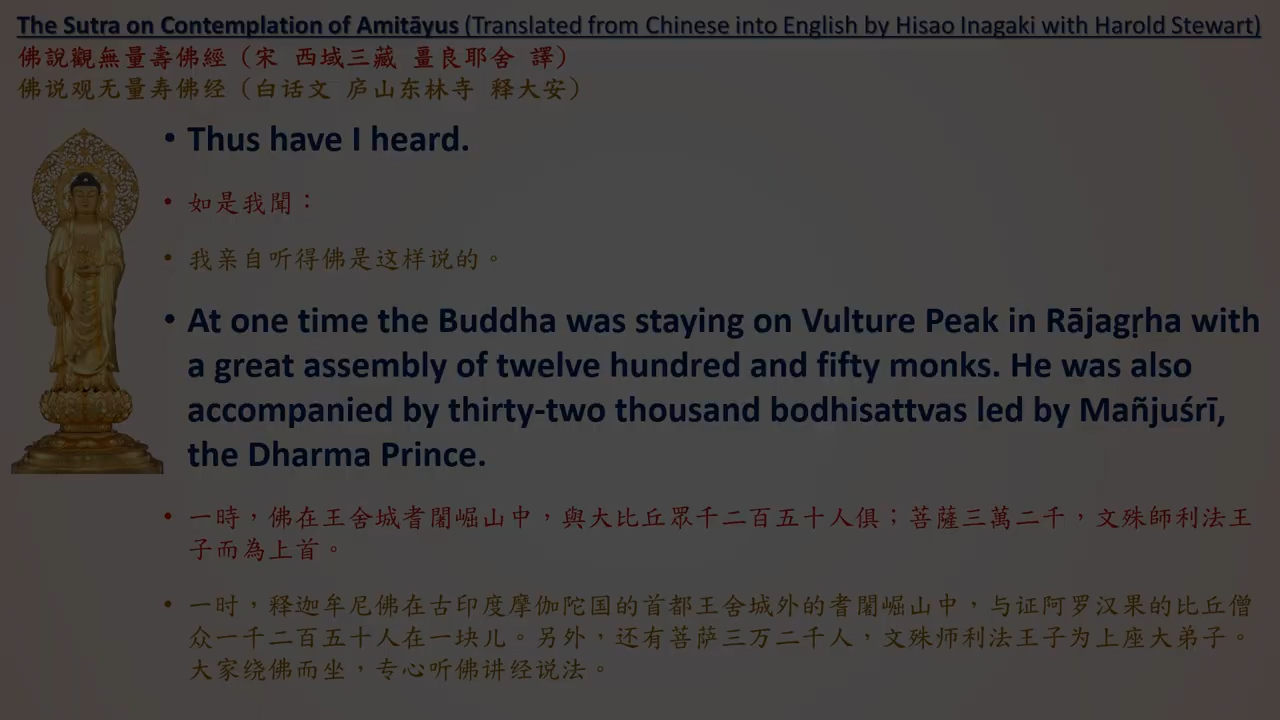 The Sutra on Contemplation of Amitāyus (Translated from Chinese into English by Hisao Inagaki with Harold Stewart)
佛說觀無量壽佛經（宋 西域三藏 畺良耶舍 譯）
佛说观无量寿佛经（白话文 庐山东林寺 释大安）
• Thus have I heard.
• 如是我聞：
• 我亲自听得佛是这样说的。
• At one time the Buddha was staying on Vulture Peak in Rājagṛha with
a great assembly of twelve hundred and fifty monks. He was also
accompanied by thirty-two thousand bodhisattvas led by Mañjuśrī,
the Dharma Prince.
• 一時，佛在王舍城耆闍崛山中，與大比丘眾千二百五十人俱；菩薩三萬二千，文殊師利法王
子而為上首。
• 一时，释迦牟尼佛在古印度摩伽陀国的首都王舍城外的耆闍崛山中，与证阿罗汉果的比丘僧
众一千二百五十人在一块儿。另外，还有菩萨三万二千人，文殊师利法王子为上座大弟子。
大家绕佛而坐，专心听佛讲经说法。